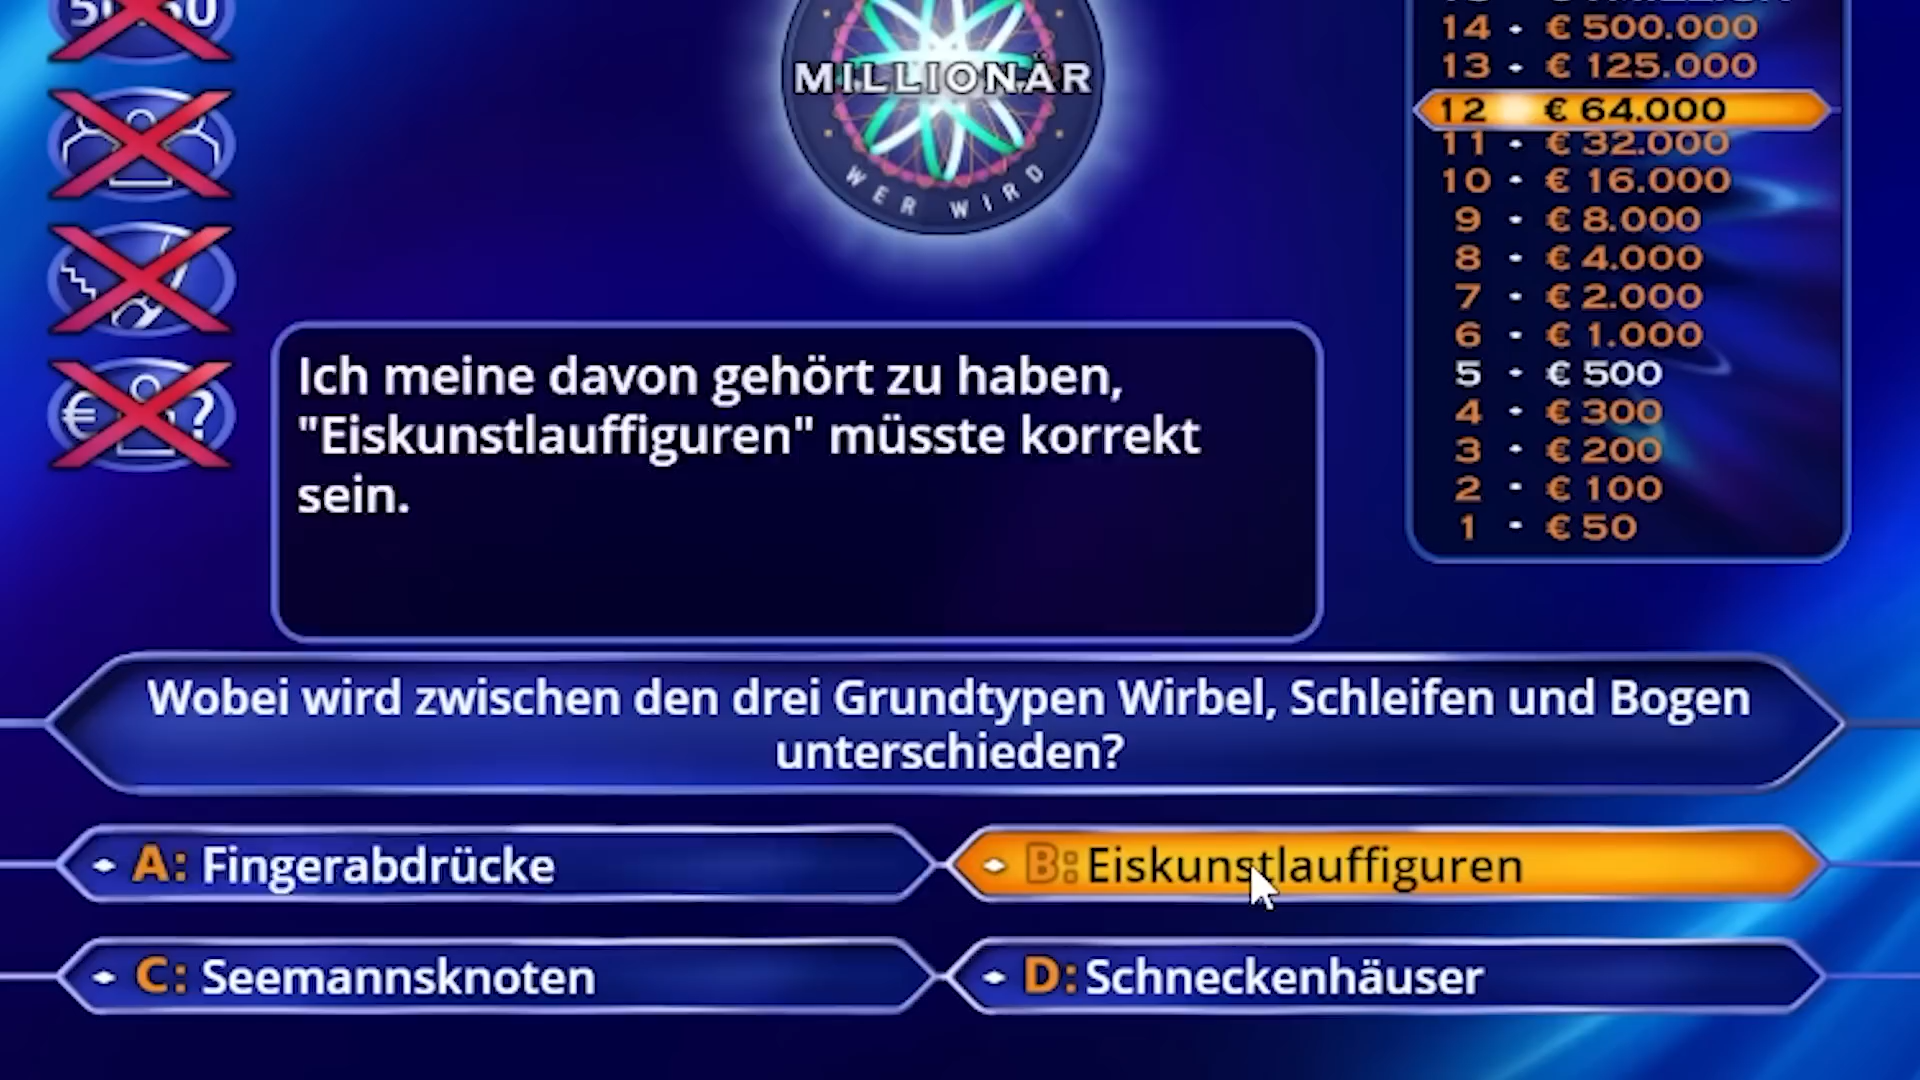 MILLIONÄR
WER WIRD
14 · € 500.000
13 · € 125.000
12 € 64.000
11 · € 32.000
10 · € 16.000
9 · € 8.000
8 · € 4.000
7 · € 2.000
6 · € 1.000
5 · € 500
4 · € 300
3 · € 200
2 · € 100
1 · € 50
€ ?
Ich meine davon gehört zu haben,
"Eiskunstlauffiguren" müsste korrekt
sein.
Wobei wird zwischen den drei Grundtypen Wirbel, Schleifen und Bogen
unterschieden?
A: Fingerabdrücke
B: Eiskunstlauffiguren
C: Seemannsknoten
D: Schneckenhäuser